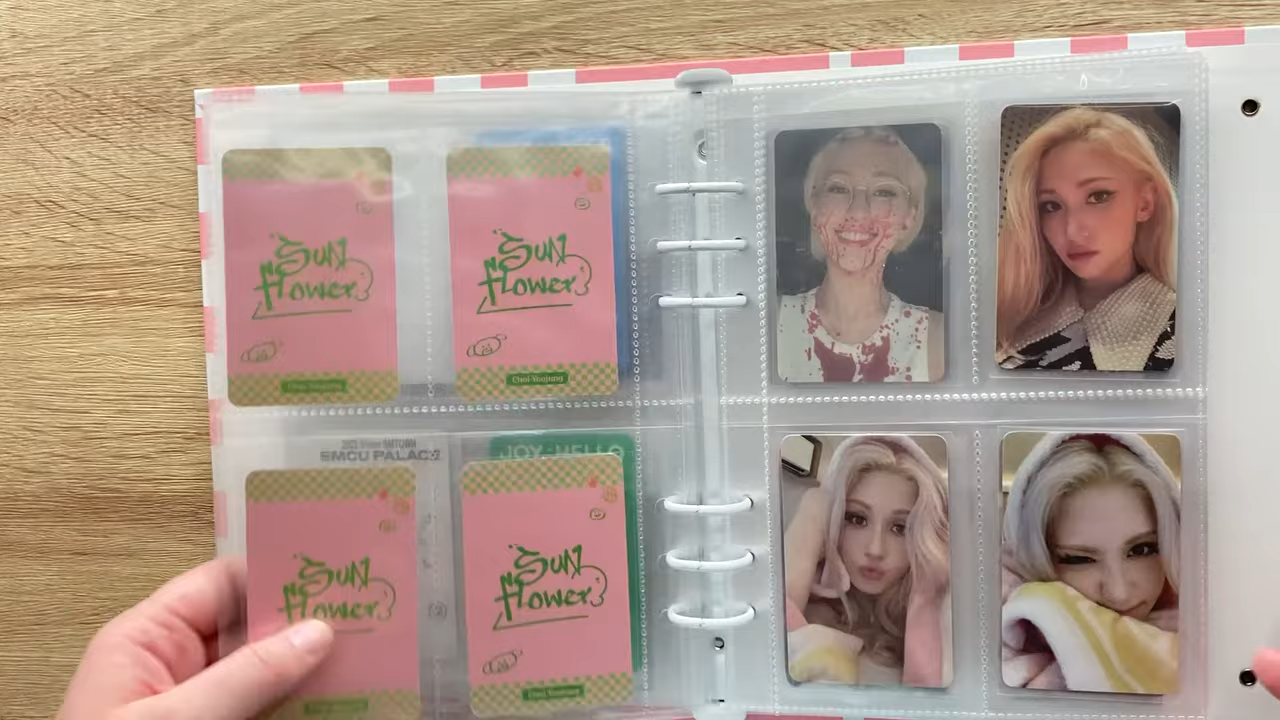 Sun
flower
Choi Yoojung
Sun
flower
Choi Yoojung
SMCU PALACE
JOY-HELLO
Sun
flower
Sun
flower
Choi Yoojung